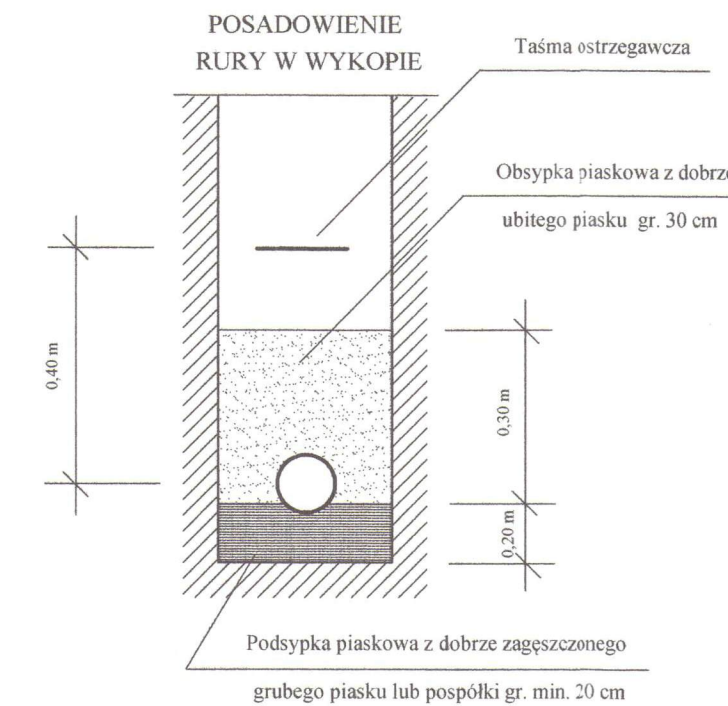 POSADOWIENIE
RURY W WYKOPIE
Taśma ostrzegawcza
Obsypka piaskowa z dobrze
ubitego piasku gr. 30 cm
0,40 m
0,30 m
0,20 m
Podsypka piaskowa z dobrze zagęszczonego
grubego piasku lub pospółki gr. min. 20 cm